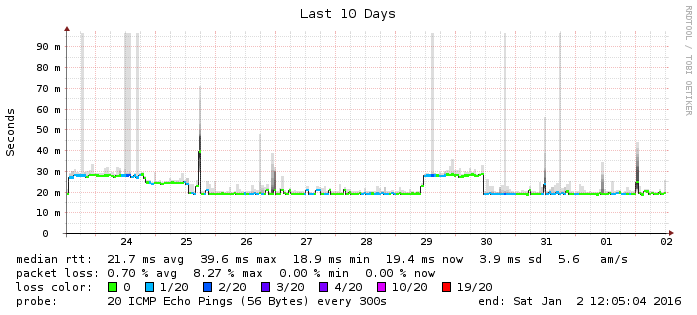 Last 10 Days
RRDTOOL / TOBI OETIKER
Seconds
90 m
80 m
70 m
60 m
50 m
40 m
30 m
20 m
10 m
0
24 25 26 27 28 29 30 31 01 02
median rtt: 21.7 ms avg 39.6 ms max 18.9 ms min 19.4 ms now 3.9 ms sd 5.6 am/s
packet loss: 0.70 % avg 8.27 % max 0.00 % min 0.00 % now
loss color: 0 1/20 2/20 3/20 4/20 10/20 19/20
probe: 20 ICMP Echo Pings (56 Bytes) every 300s end: Sat Jan 2 12:05:04 2016